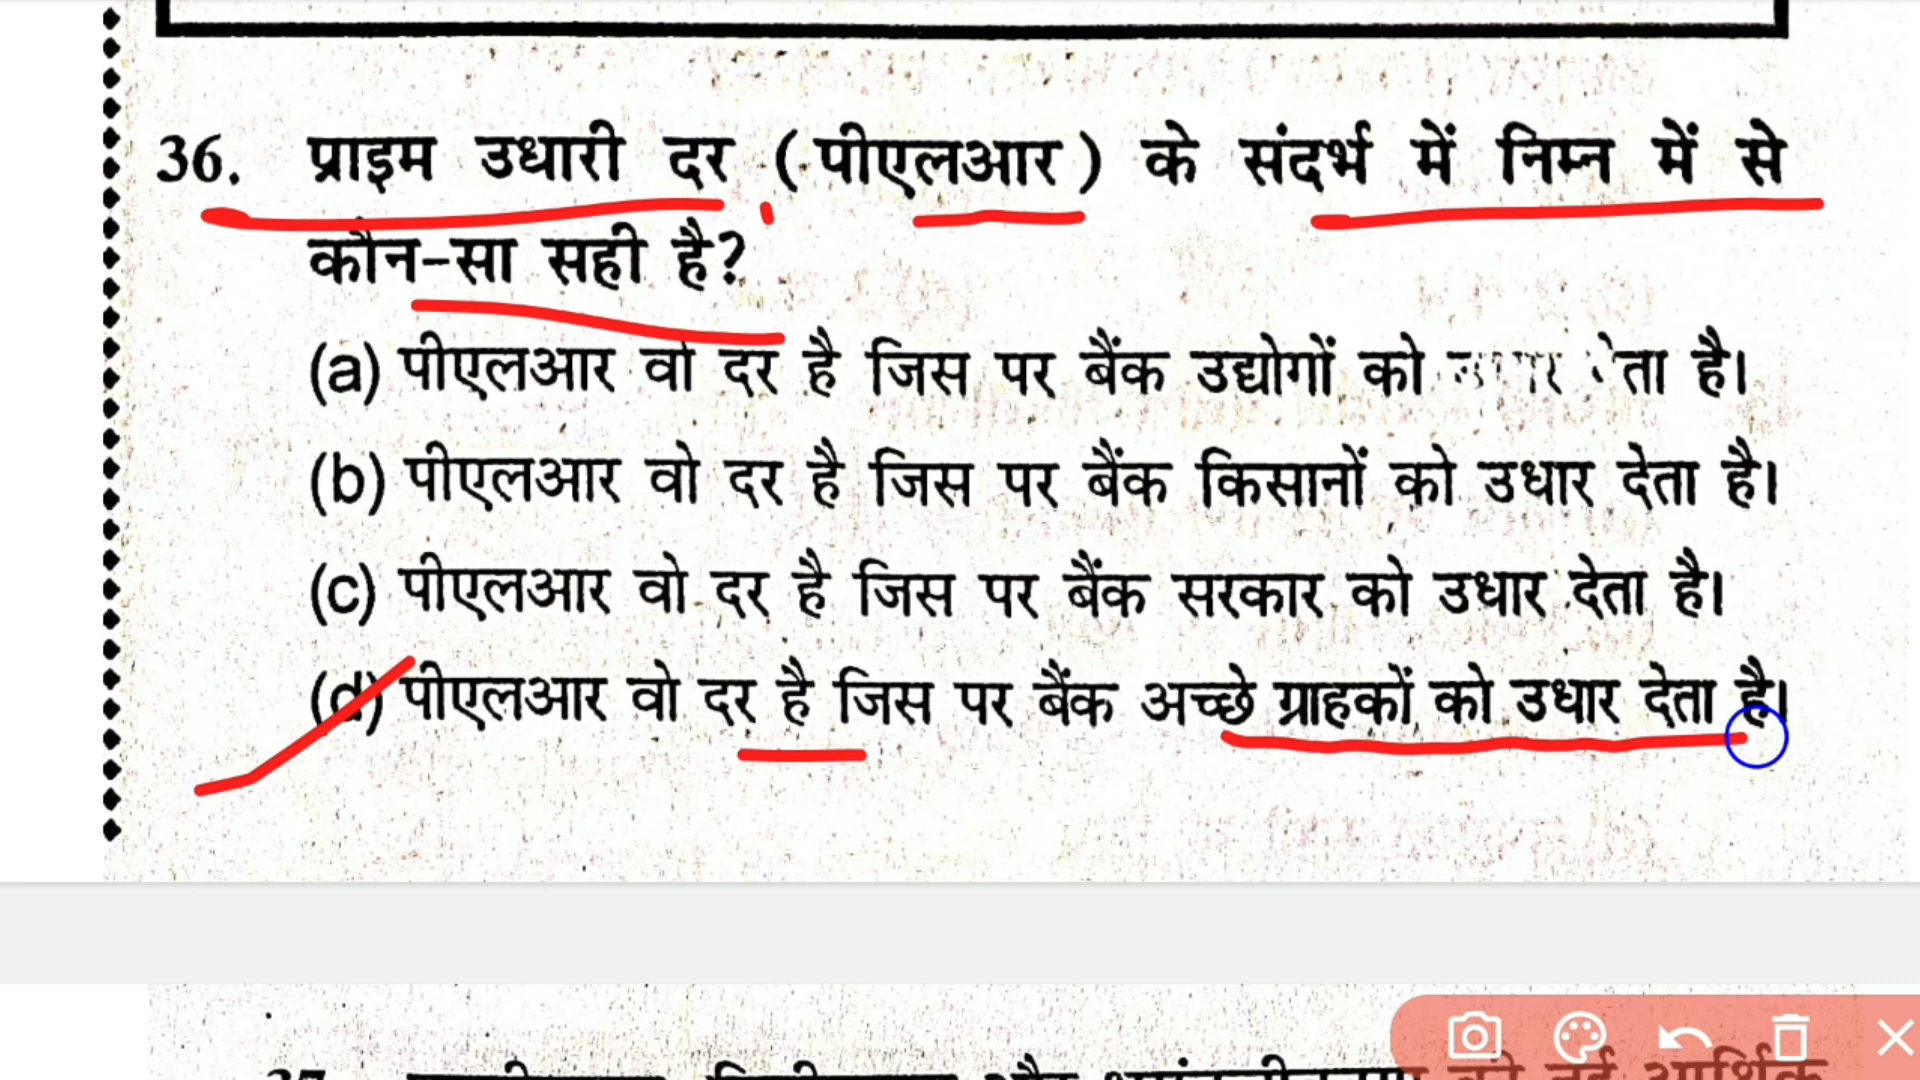 36. प्राइम उधारी दर (पीएलआर) के संदर्भ में निम्न में से
कौन-सा सही है?
(a) पीएलआर वो दर है जिस पर बैंक उद्योगों को है।
(b) पीएलआर वो दर है जिस पर बैंक किसानों को उधार देता है।
(c) पीएलआर वो दर है जिस पर बैंक सरकार को उधार देता है।
(d) पीएलआर वो दर है जिस पर बैंक अच्छे ग्राहकों को उधार देता है।